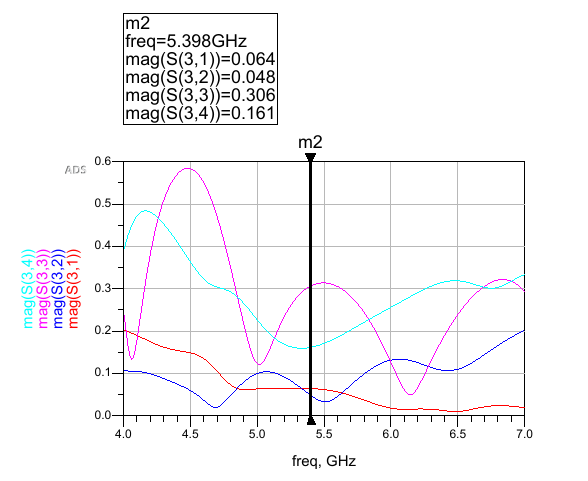 m2
freq=5.398GHz
mag(S(3,1))=0.064
mag(S(3,2))=0.048
mag(S(3,3))=0.306
mag(S(3,4))=0.161
m2
ADS
0.6
0.5
0.4
0.3
0.2
0.1
0.0
mag(S(3,4))
mag(S(3,3))
mag(S(3,2))
mag(S(3,1))
4.0 4.5 5.0 5.5 6.0 6.5 7.0
freq, GHz